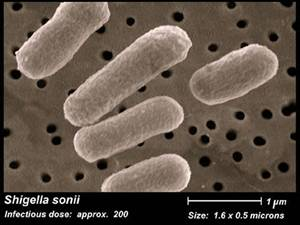 Shigella sonii
Infectious dose: approx. 200
1 µm
Size: 1.6 x 0.5 microns